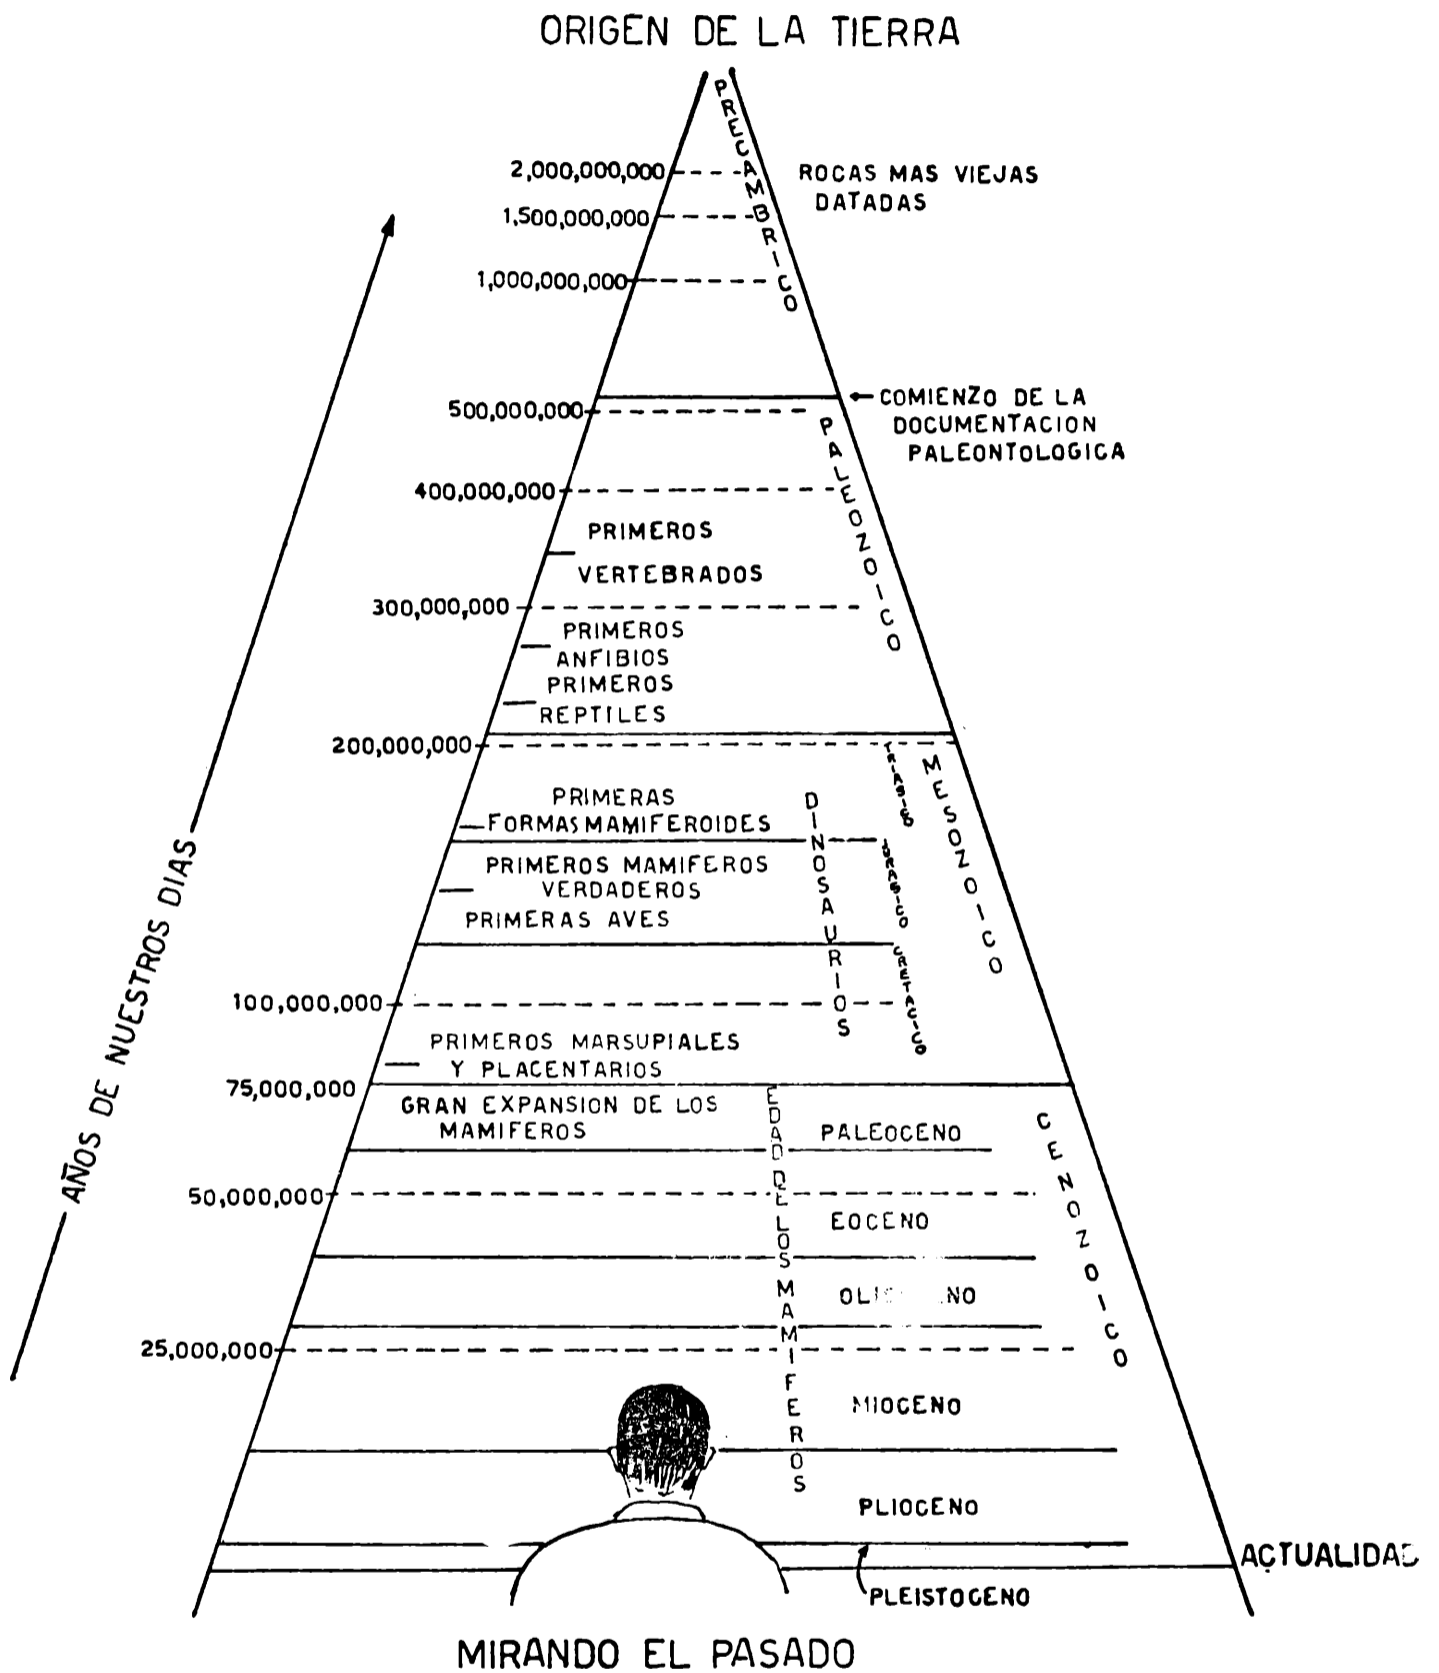 ORIGEN DE LA TIERRA
PRECAMBRICO
2,000,000,000
ROCAS MAS VIEJAS
DATADAS
1,500,000,000
1,000,000,000
COMIENZO DE LA
DOCUMENTACION
PALEONTOLOGICA
500,000,000
PALEOZOICO
400,000,000
PRIMEROS
VERTEBRADOS
300,000,000
PRIMEROS
ANFIBIOS
PRIMEROS
REPTILES
200,000,000
TRIASICO
MESOZOICO
DINOSAURIOS
PRIMERAS
FORMAS MAMIFEROIDES
JURASICO
PRIMEROS MAMIFEROS
VERDADEROS
PRIMERAS AVES
CRETACICO
100,000,000
PRIMEROS MARSUPIALES
Y PLACENTARIOS
75,000,000
GRAN EXPANSION DE LOS
MAMIFEROS
EDAD DE LOS MAMIFEROS
PALEOCENO
CENOZOICO
50,000,000
EOCENO
25,000,000
MIOCENO
PLIOCENO
ACTUALIDAD
PLEISTOCENO
AÑOS DE NUESTROS DIAS
MIRANDO EL PASADO